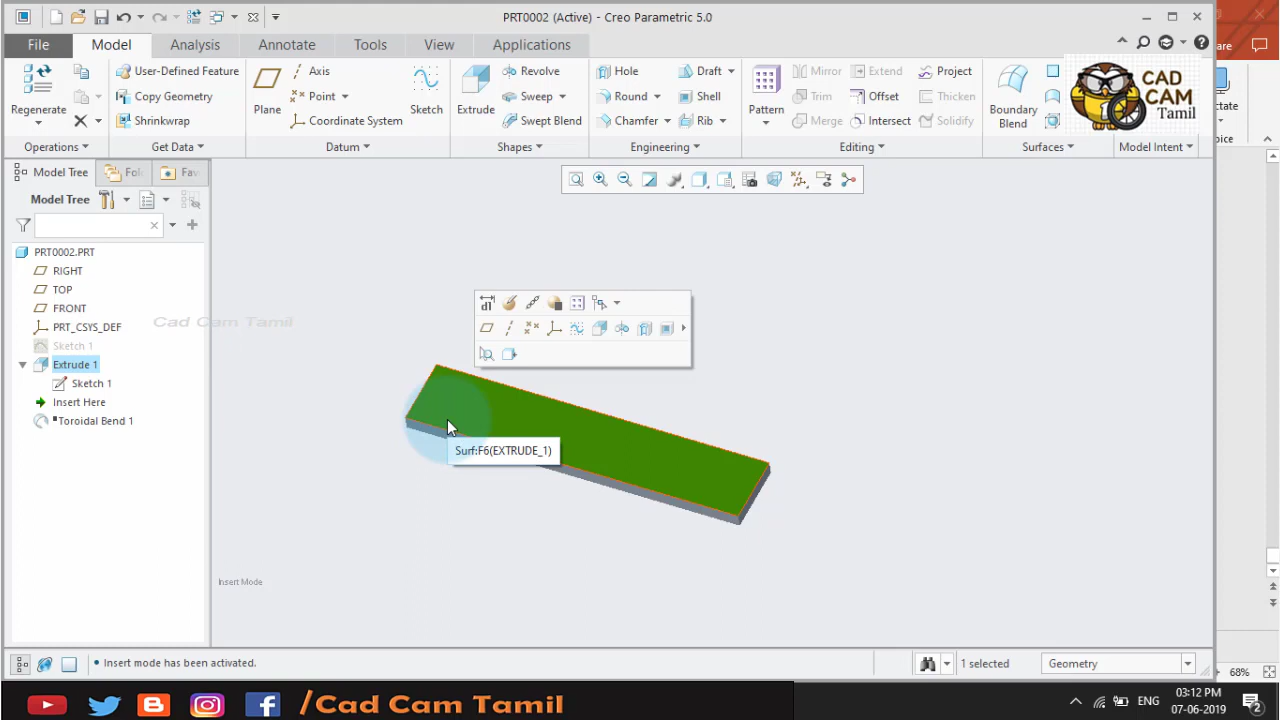 PRT0002 (Active) - Creo Parametric 5.0
File Model Analysis Annotate Tools View Applications
Regenerate
User-Defined Feature
Copy Geometry
Shrinkwrap
Plane
Axis
Point
Coordinate System
Sketch
Extrude
Revolve
Sweep
Swept Blend
Hole
Round
Chamfer
Draft
Shell
Rib
Pattern
Mirror
Trim
Merge
Extend
Offset
Intersect
Project
Thicken
Solidify
Boundary Blend
CAD
CAM
Tamil
Operations Get Data Datum Shapes Engineering Editing Surfaces Model Intent
Model Tree Fol Fav
Model Tree
PRT0002.PRT
RIGHT
TOP
FRONT
PRT_CSYS_DEF
Sketch 1
Extrude 1
Sketch 1
Insert Here
Toroidal Bend 1
Cad Cam Tamil
Surf:F6(EXTRUDE_1)
Insert Mode
• Insert mode has been activated.
1 selected
Geometry
68%
/Cad Cam Tamil
ENG
03:12 PM
07-06-2019
2